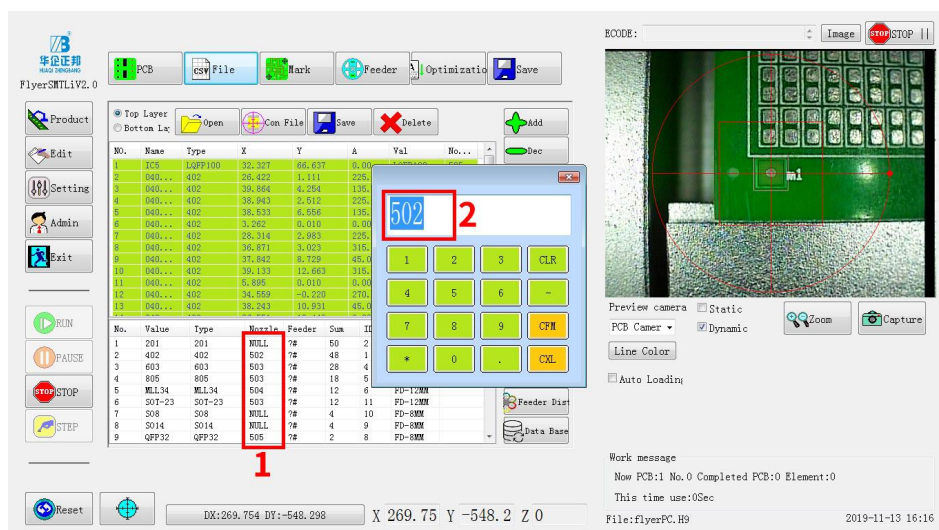 华企正邦
HUAQI ZHENGBANG
FlyerSMTLiV2.0
PCB
CSV File
Mark
Feeder
Optimizatio
Save
ECODE:
Image
STOP STOP ||
Product
Edit
Setting
Admin
Exit
RUN
PAUSE
STOP STOP
STEP
Reset
Top Layer
Bottom La
Open
Con File
Save
Delete
Add
Dec
NO. Name Type X Y A Val No...
1 IC5 LQFP100 32.327 66.637 0.00
2 040... 402 26.422 1.111 225.
3 040... 402 39.864 4.254 135.
4 040... 402 38.943 2.512 225.
5 040... 402 38.533 6.556 135.
6 040... 402 3.262 0.010 0.00
7 040... 402 28.314 2.983 225.
8 040... 402 36.871 3.023 315.
9 040... 402 37.842 8.729 45.0
10 040... 402 39.133 12.663 315.
11 040... 402 5.895 0.010 0.00
12 040... 402 34.559 -0.220 270.
13 040... 402 38.243 10.931 45.0
No. Value Type Nozzle Feeder Sum ID
1 201 201 NULL ?# 50 2
2 402 402 502 ?# 48 1
3 603 603 503 ?# 28 4
4 805 805 503 ?# 18 5
5 MLL34 MLL34 504 ?# 12 6 FD-12MM
6 SOT-23 SOT-23 503 ?# 12 11 FD-12MM
7 SO8 SO8 NULL ?# 4 10 FD-8MM
8 SO14 SO14 NULL ?# 4 9 FD-8MM
9 QFP32 QFP32 505 ?# 2 8 FD-8MM
1
502
2
1 2 3 CLR
4 5 6 -
7 8 9 CFM
* 0 . CXL
Feeder Dist
Data Base
DX:269.754 DY:-548.298
X 269.75 Y -548.2 Z 0
m1
Preview camera
Static
PCB Camer
Dynamic
Zoom
Capture
Line Color
Auto Loading
Work message
Now PCB:1 No.0 Completed PCB:0 Element:0
This time use:0Sec
File:flyerPC.H9
2019-11-13 16:16